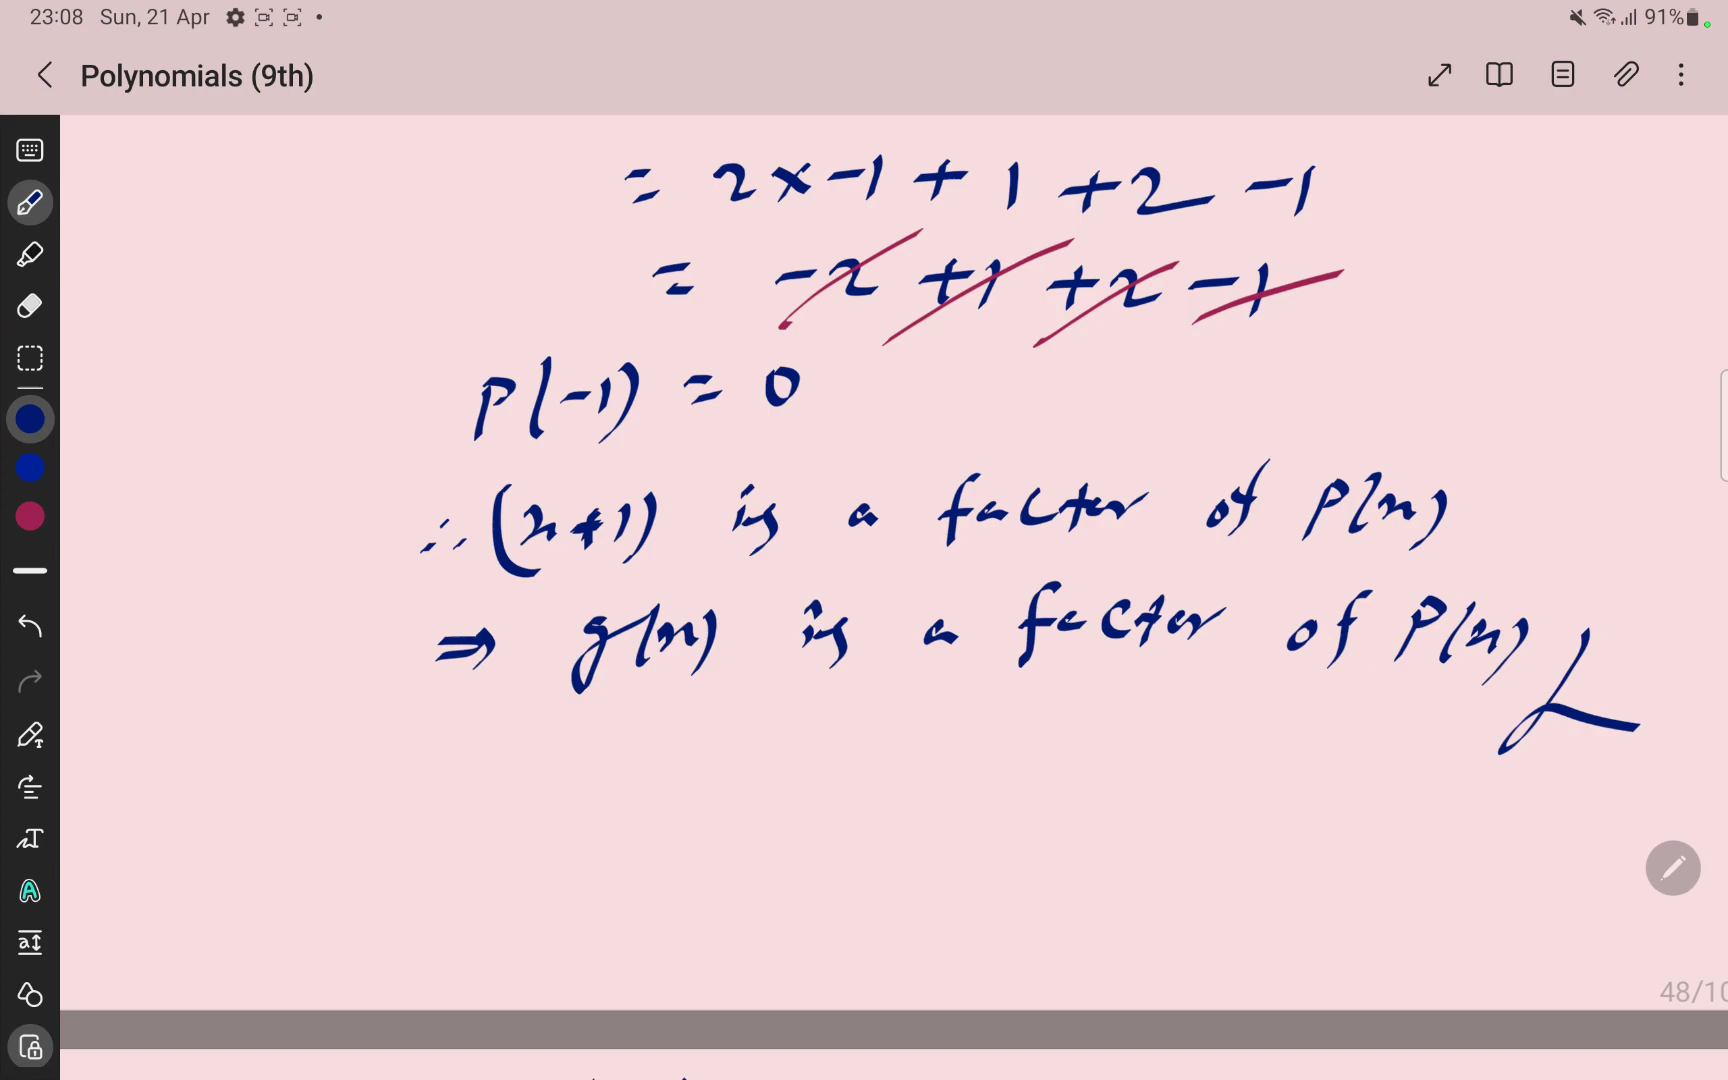 23:08 Sun, 21 Apr 91%
Polynomials (9th)
= 2 x -1 + 1 + 2 - 1
= -2 + 1 + 2 - 1
P(-1) = 0
∴ (x+1) is a factor of P(x)
⇒ g(x) is a factor of P(x)
48/10